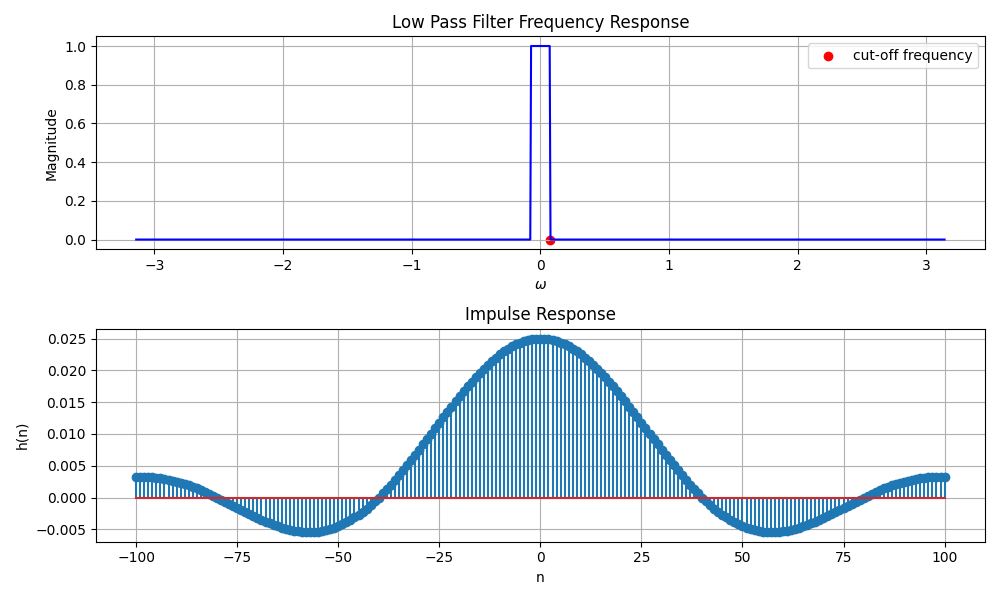 Low Pass Filter Frequency Response
1.0
0.8
0.6
0.4
0.2
0.0
Magnitude
cut-off frequency
−3 −2 −1 0 1 2 3
ω
Impulse Response
0.025
0.020
0.015
0.010
0.005
0.000
−0.005
h(n)
−100 −75 −50 −25 0 25 50 75 100
n